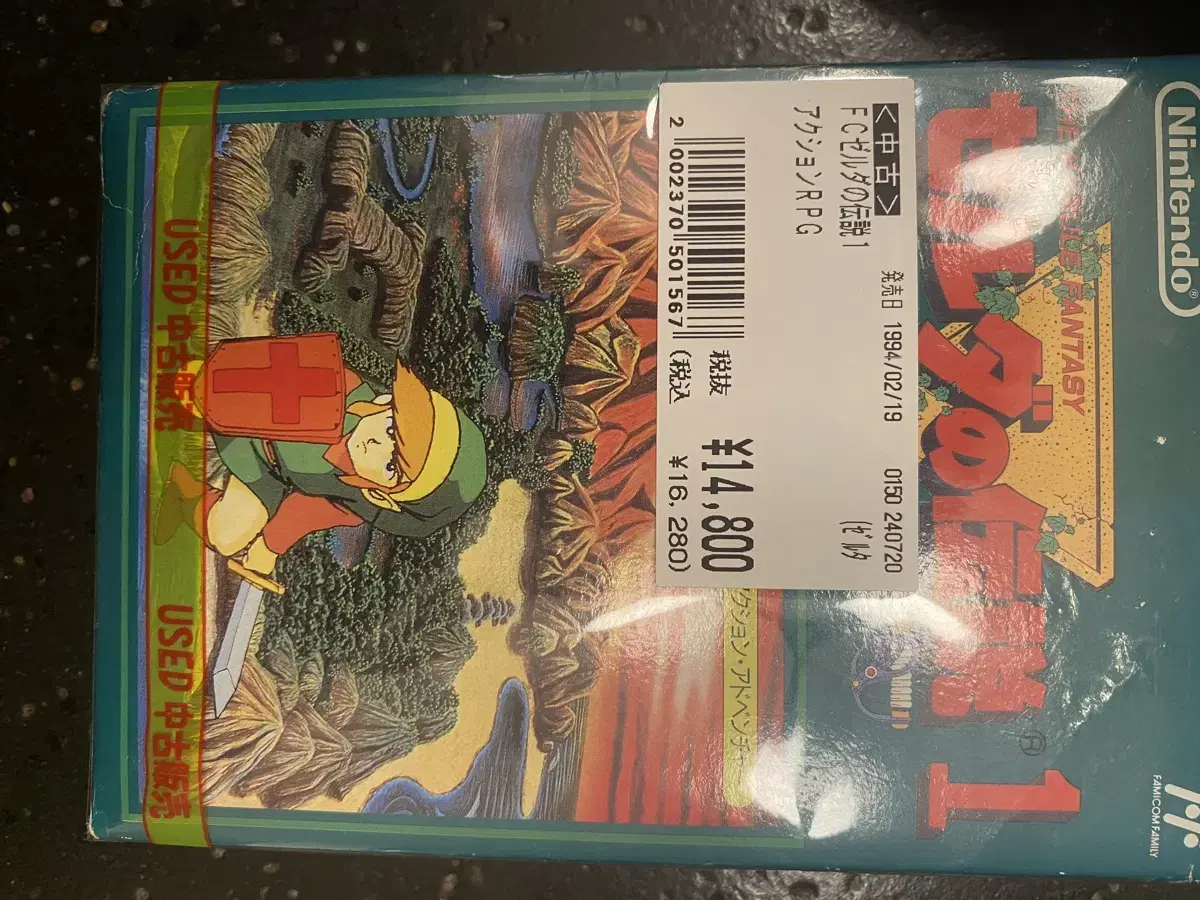 Nintendo®
THE HYRULE FANTASY
ゼルダの伝説1
®
FAMICOM FAMILY
<中古>
発売日 1994/02/19 0150 240720
FCゼルダの伝説1 (ゼルダ
アクションRPG
税抜 ¥14,800
2 002370 501567 (税込 ¥16,280)
クション・アドベンチャー
USED 中古販売 USED 中古販売